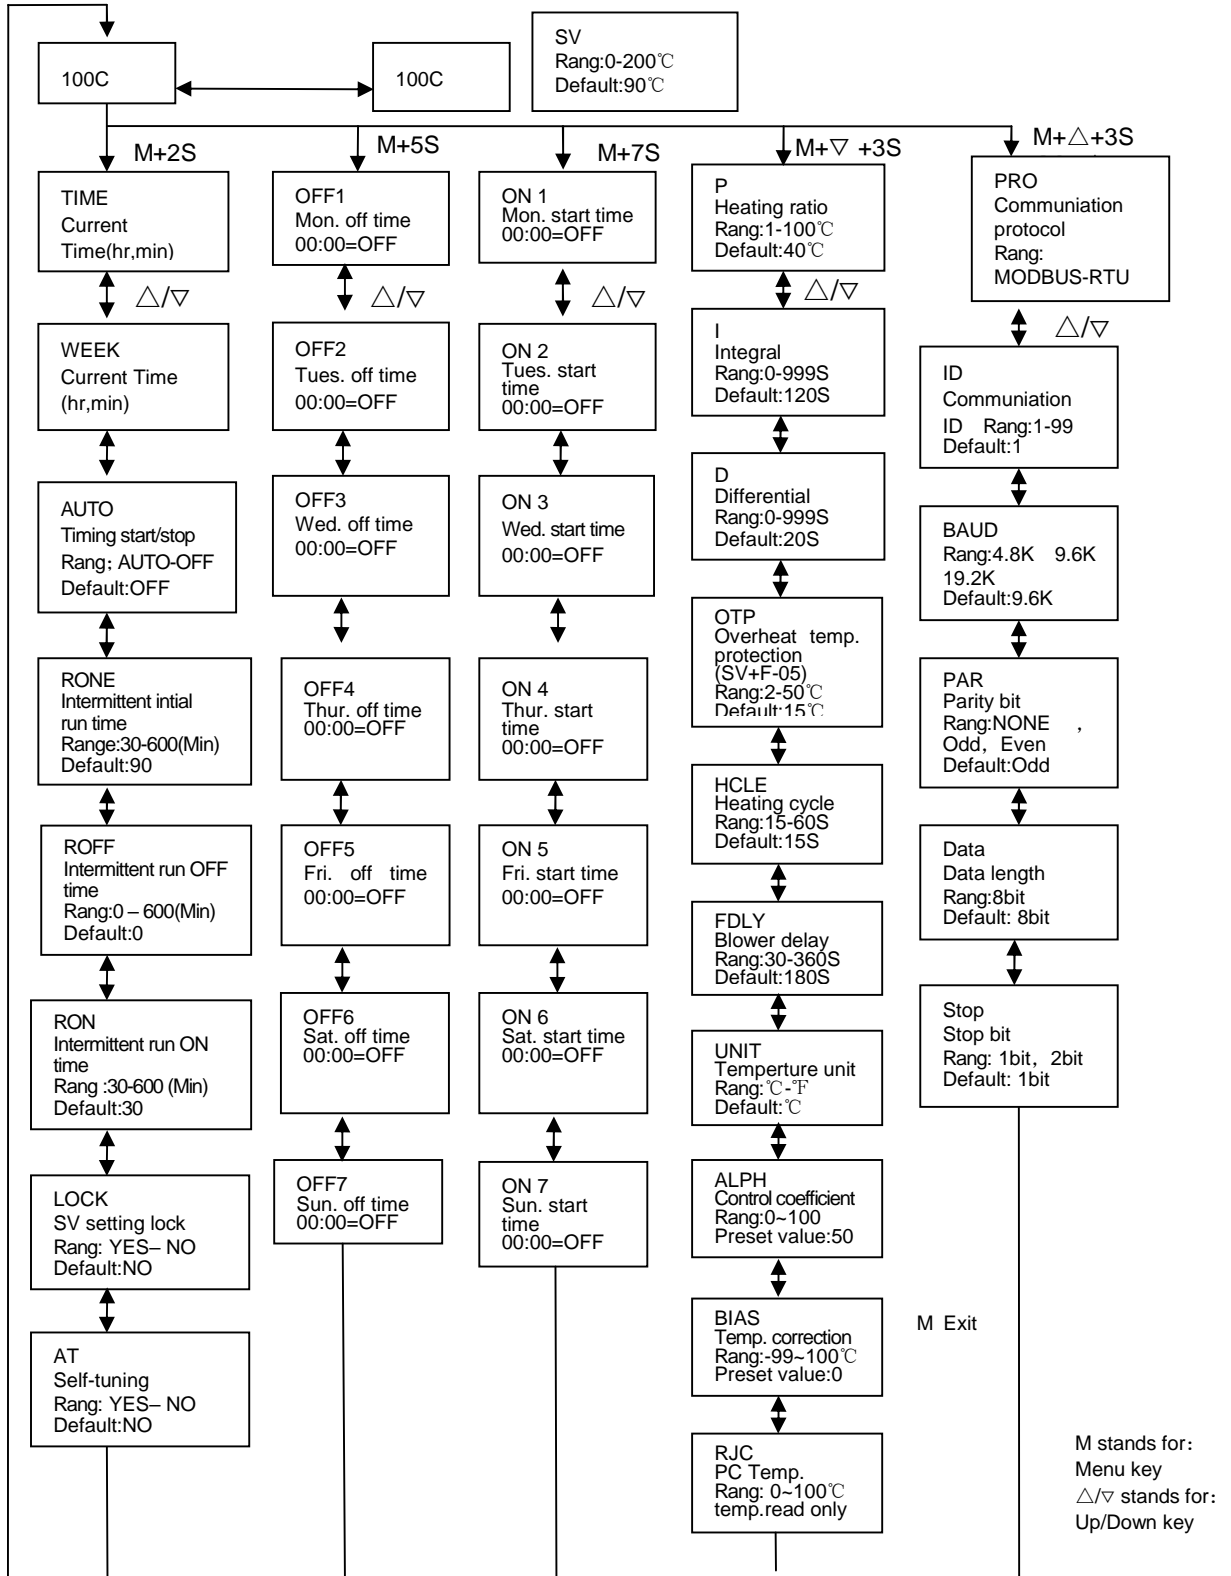 100C
100C
SV
Rang:0-200℃
Default:90℃
M+2S
M+5S
M+7S
M+▽ +3S
M+△+3S
TIME
Current
Time(hr,min)
△/▽
WEEK
Current Time
(hr,min)
AUTO
Timing start/stop
Rang; AUTO-OFF
Default:OFF
RONE
Intermittent intial
run time
Range:30-600(Min)
Default:90
ROFF
Intermittent run OFF
time
Rang:0 – 600(Min)
Default:0
RON
Intermittent run ON
time
Rang :30-600 (Min)
Default:30
LOCK
SV setting lock
Rang: YES– NO
Default:NO
AT
Self-tuning
Rang: YES– NO
Default:NO
OFF1
Mon. off time
00:00=OFF
△/▽
OFF2
Tues. off time
00:00=OFF
OFF3
Wed. off time
00:00=OFF
OFF4
Thur. off time
00:00=OFF
OFF5
Fri. off time
00:00=OFF
OFF6
Sat. off time
00:00=OFF
OFF7
Sun. off time
00:00=OFF
ON 1
Mon. start time
00:00=OFF
△/▽
ON 2
Tues. start
time
00:00=OFF
ON 3
Wed. start time
00:00=OFF
ON 4
Thur. start
time
00:00=OFF
ON 5
Fri. start time
00:00=OFF
ON 6
Sat. start time
00:00=OFF
ON 7
Sun. start
time
00:00=OFF
P
Heating ratio
Rang:1-100℃
Default:40℃
△/▽
I
Integral
Rang:0-999S
Default:120S
D
Differential
Rang:0-999S
Default:20S
OTP
Overheat temp.
protection
(SV+F-05)
Rang:2-50℃
Default:15℃
HCLE
Heating cycle
Rang:15-60S
Default:15S
FDLY
Blower delay
Rang:30-360S
Default:180S
UNIT
Temperture unit
Rang:℃-℉
Default:℃
ALPH
Control coefficient
Rang:0~100
Preset value:50
BIAS
Temp. correction
Rang:-99~100℃
Preset value:0
RJC
PC Temp.
Rang: 0~100℃
temp.read only
PRO
Communiation
protocol
Rang:
MODBUS-RTU
△/▽
ID
Communiation
ID Rang:1-99
Default:1
BAUD
Rang:4.8K 9.6K
19.2K
Default:9.6K
PAR
Parity bit
Rang:NONE ,
Odd, Even
Default:Odd
Data
Data length
Rang:8bit
Default: 8bit
Stop
Stop bit
Rang: 1bit, 2bit
Default: 1bit
M Exit
M stands for:
Menu key
△/▽ stands for:
Up/Down key